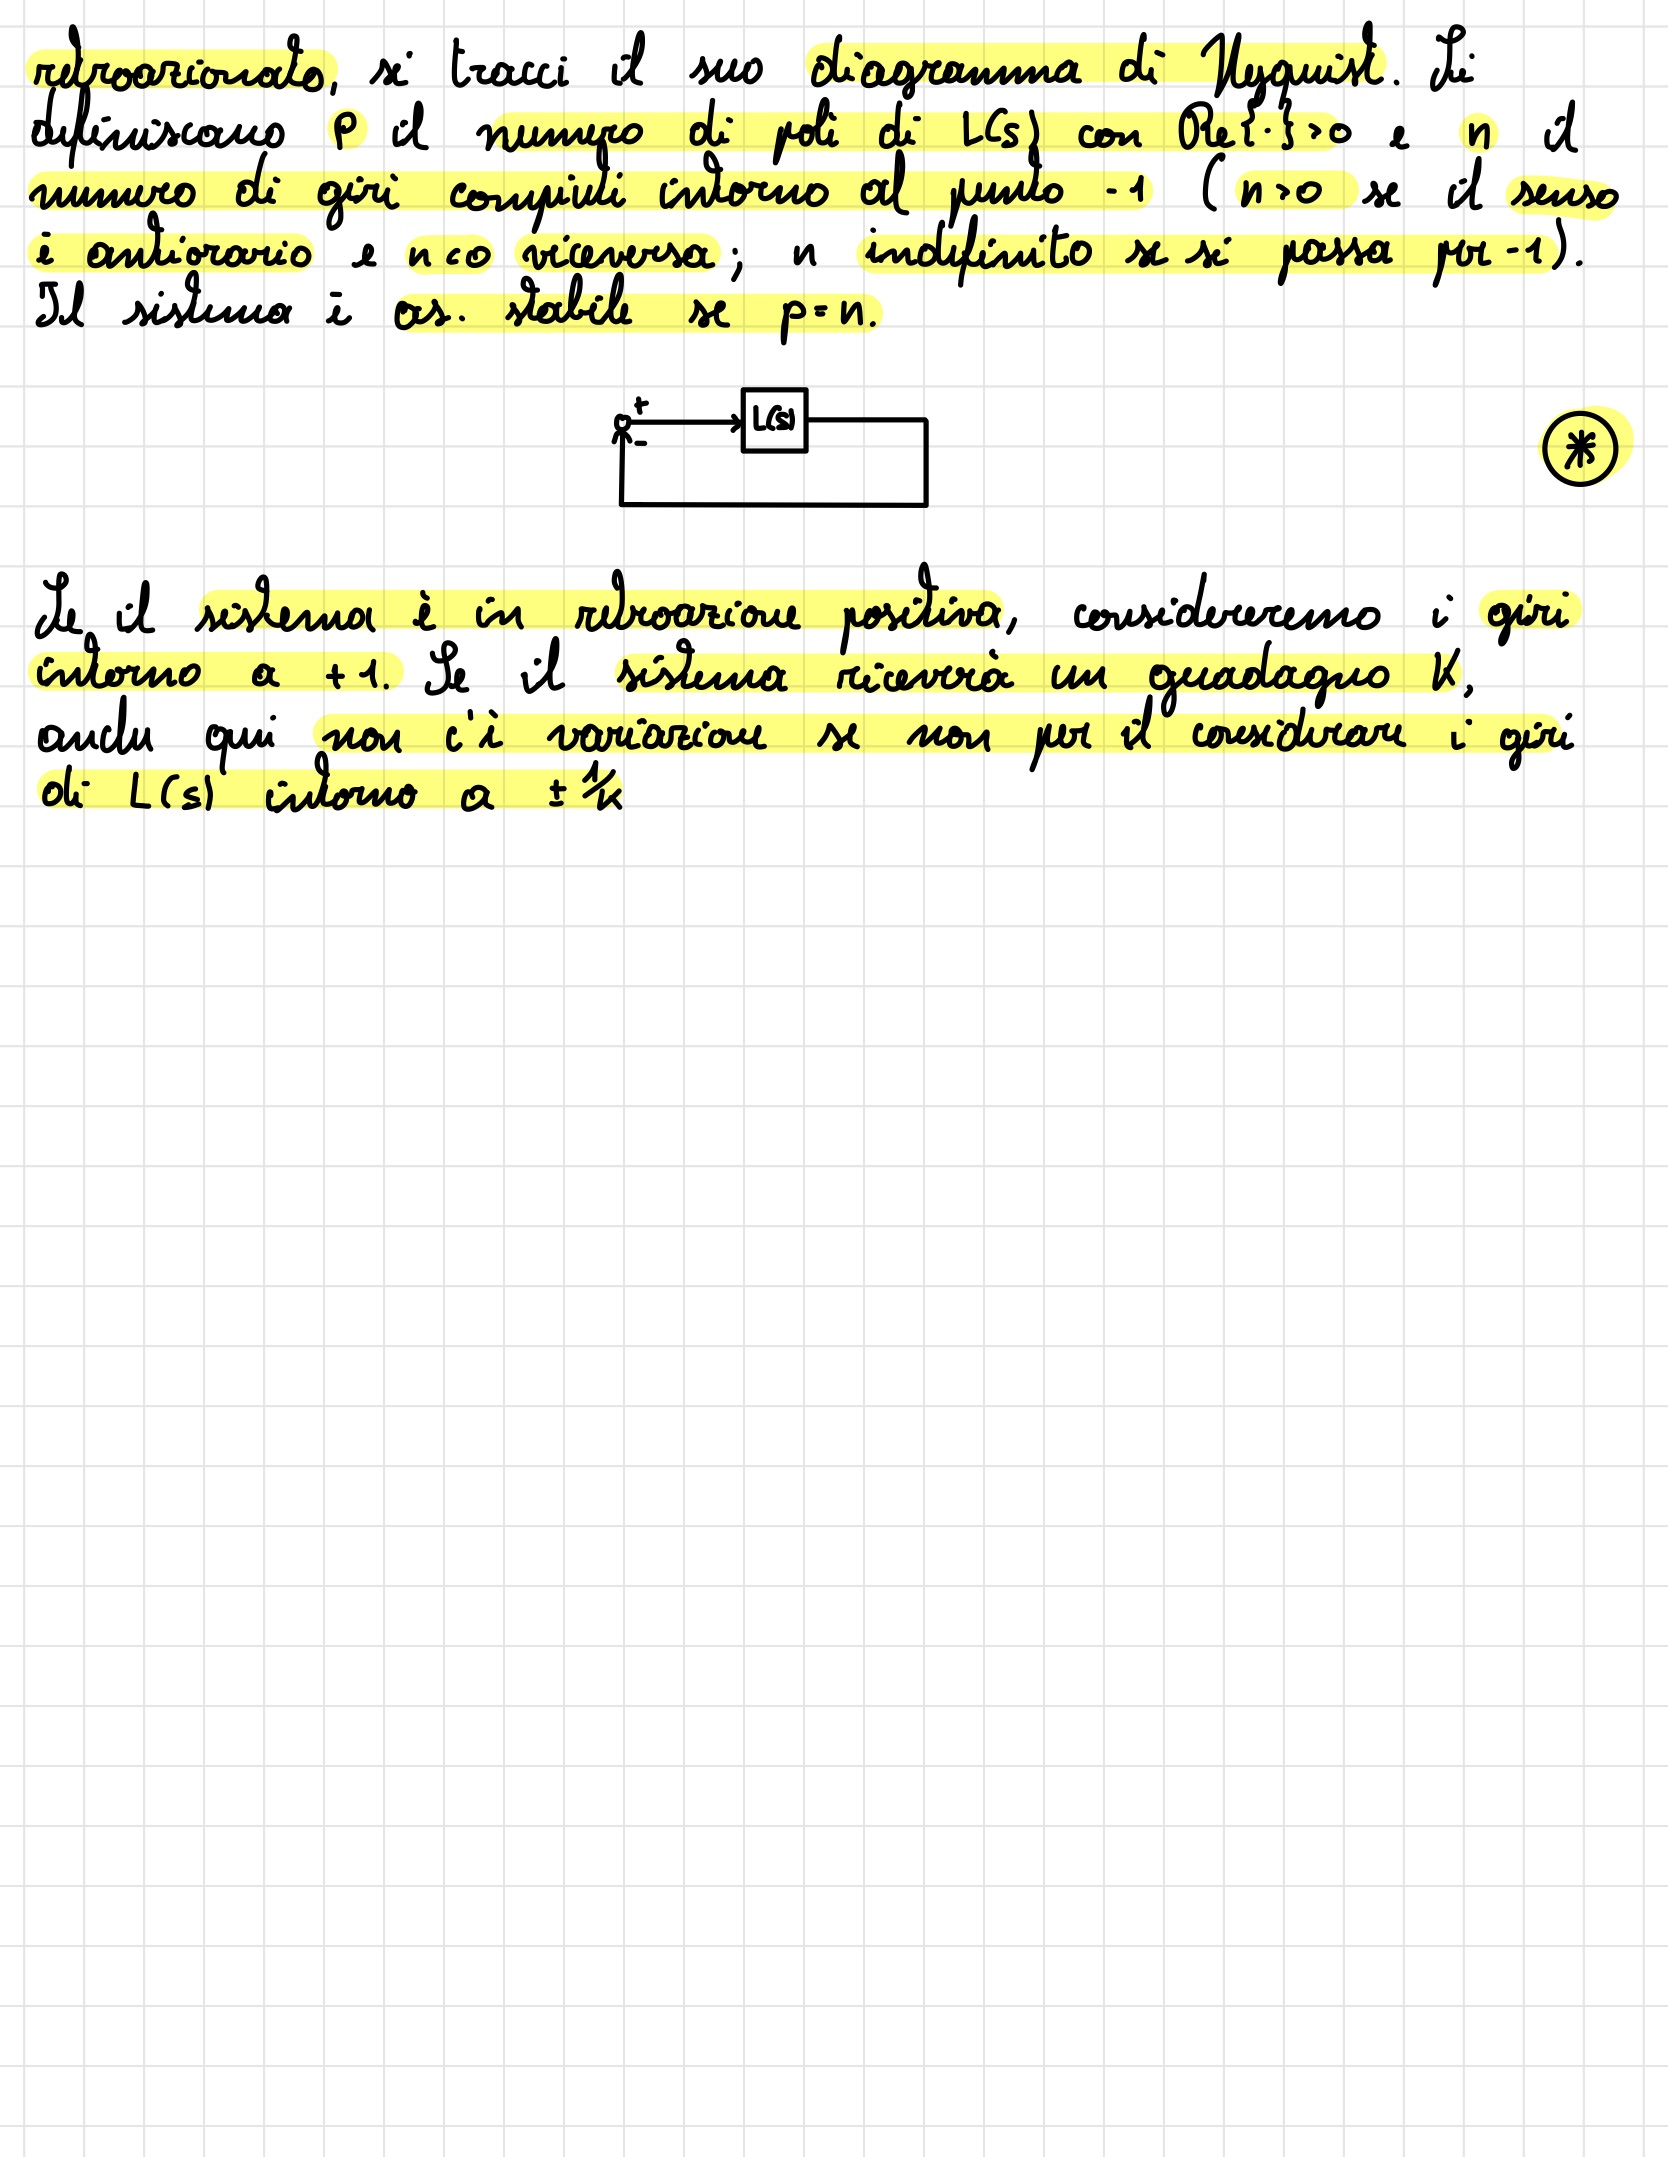 retroazionato, si tracci il suo diagramma di Nyquist. Si
definiscano P il numero di poli di L(s) con Re{·}>0 e n il
numero di giri compiuti intorno al punto -1 (n>0 se il senso
è antiorario e n<0 viceversa; n indefinito se si passa per -1).
Il sistema è as. stabile se p=n.
+
L(s)
-
*
Se il sistema è in retroazione positiva, considereremo i giri
intorno a +1. Se il sistema riceverà un guadagno K,
anche qui non c'è variazione se non per il considerare i giri
di L(s) intorno a ± 1/k